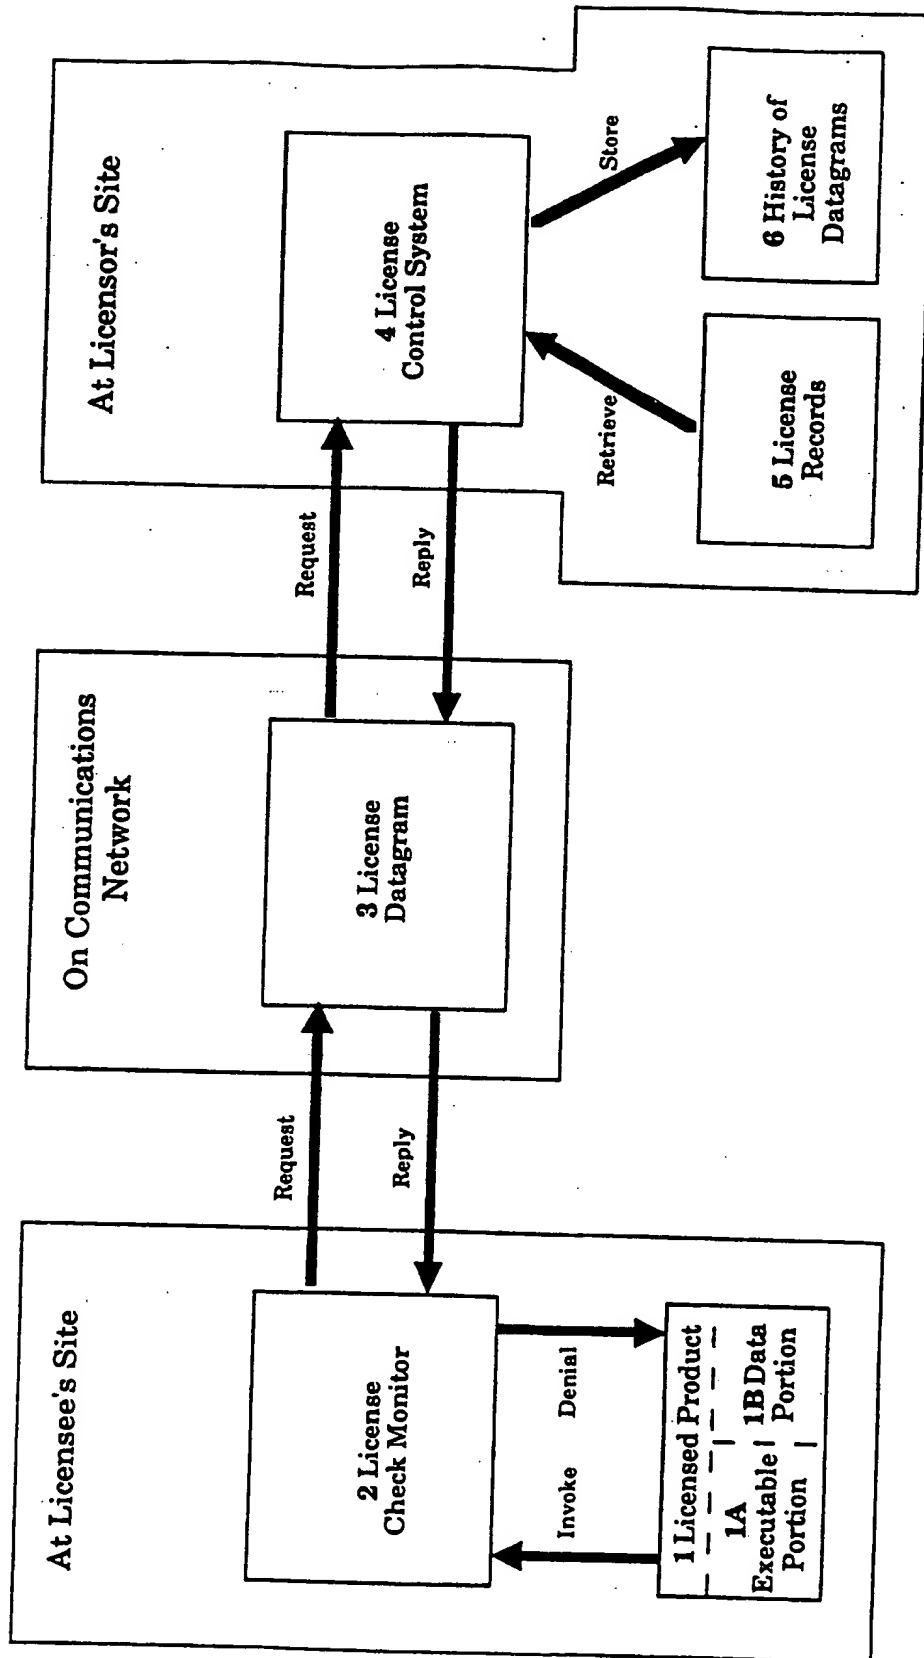 At Licensee's Site
2 License
Check Monitor
Invoke
Denial
1 Licensed Product
1A
Executable
Portion
1B Data
Portion
Request
Reply
On Communications
Network
3 License
Datagram
Request
Reply
At Licensor's Site
4 License
Control System
Retrieve
Store
5 License
Records
6 History of
License
Datagrams